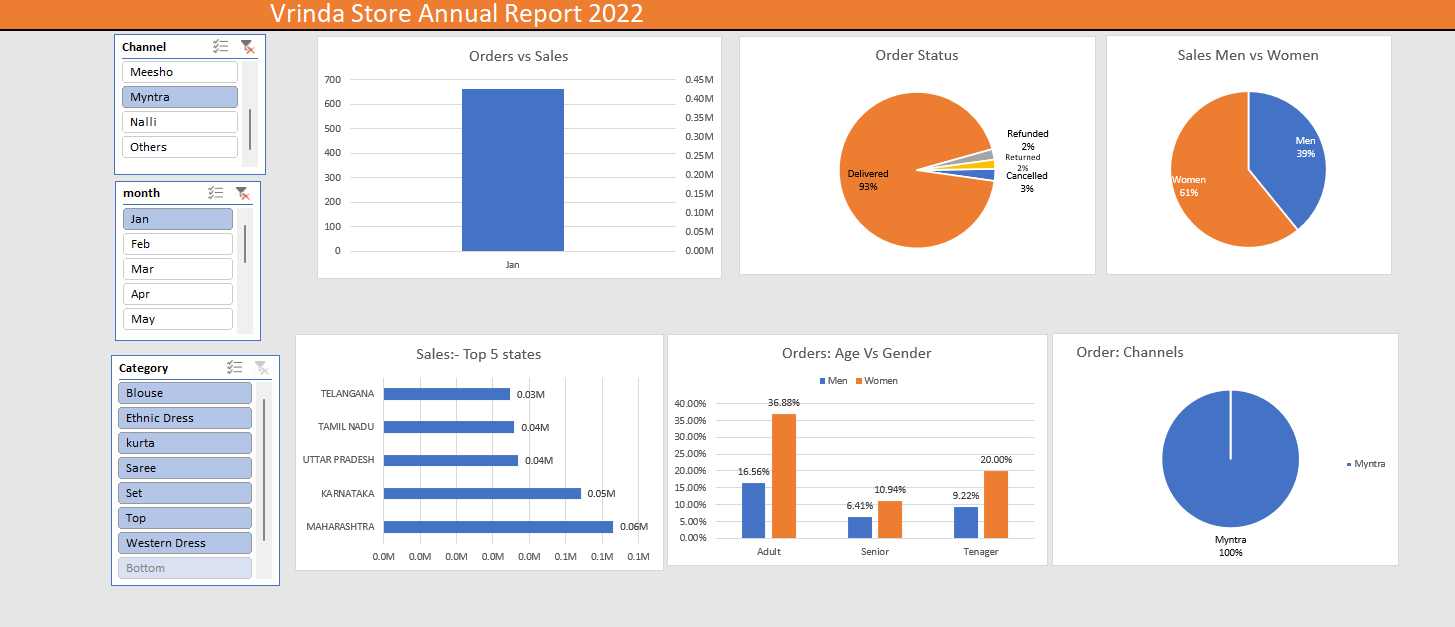 Vrinda Store Annual Report 2022
Channel
Meesho
Myntra
Nalli
Others
month
Jan
Feb
Mar
Apr
May
Category
Blouse
Ethnic Dress
kurta
Saree
Set
Top
Western Dress
Bottom
Orders vs Sales
700
600
500
400
300
200
100
0
0.45M
0.40M
0.35M
0.30M
0.25M
0.20M
0.15M
0.10M
0.05M
0.00M
Jan
Order Status
Refunded
2%
Returned
2%
Cancelled
3%
Delivered
93%
Sales Men vs Women
Men
39%
Women
61%
Sales:- Top 5 states
TELANGANA 0.03M
TAMIL NADU 0.04M
UTTAR PRADESH 0.04M
KARNATAKA 0.05M
MAHARASHTRA 0.06M
0.0M 0.0M 0.0M 0.0M 0.0M 0.1M 0.1M 0.1M
Orders: Age Vs Gender
Men Women
40.00%
35.00%
30.00%
25.00%
20.00%
15.00%
10.00%
5.00%
0.00%
16.56%
36.88%
6.41%
10.94%
9.22%
20.00%
Adult Senior Tenager
Order: Channels
Myntra
Myntra
100%